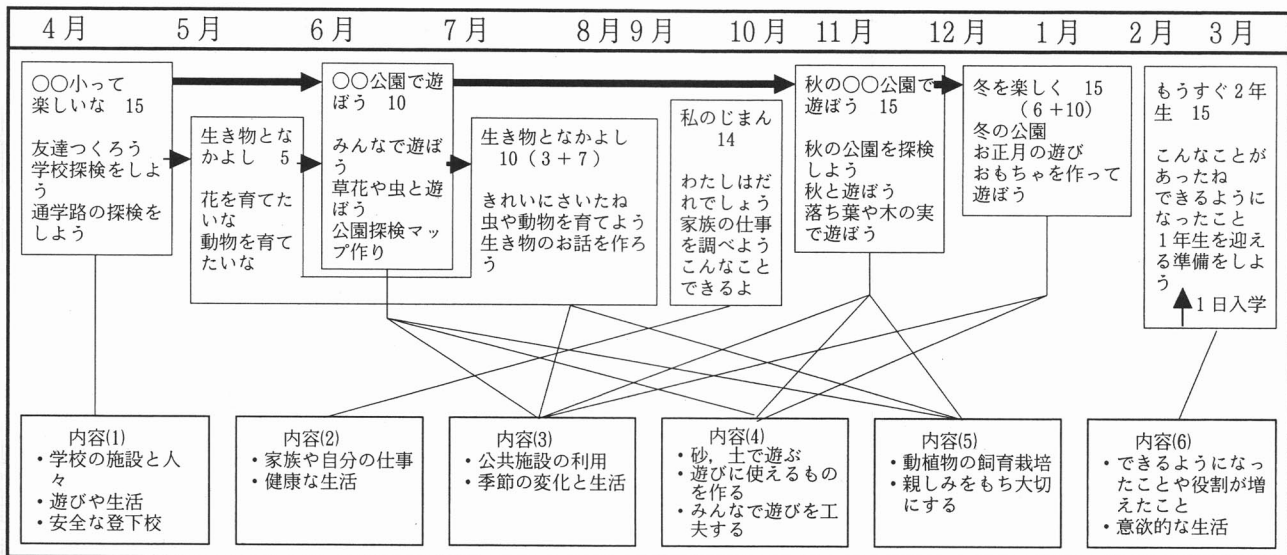 4月 5月 6月 7月 8月 9月 10月 11月 12月 1月 2月 3月
〇〇小って
楽しいな 15
友達つくろう
学校探検をしよ
う
通学路の探検を
しよう
生き物とな
かよし 5
花を育てた
いな
動物を育て
たいな
〇〇公園で遊
ぼう 10
みんなで遊ぼ
う
草花や虫と遊
ぼう
公園探検マッ
プ作り
生き物となかよし
10(3+7)
きれいにさいたね
虫や動物を育てよう
生き物のお話を作ろ
う
私のじまん
14
わたしはだ
れでしょう
家族の仕事
を調べよう
こんなこと
できるよ
秋の〇〇公園で
遊ぼう 15
秋の公園を探検
しよう
秋と遊ぼう
落ち葉や木の実
で遊ぼう
冬を楽しく 15
(6+10)
冬の公園
お正月の遊び
おもちゃを作って
遊ぼう
もうすぐ2年
生 15
こんなことが
あったね
できるように
なったこと
1年生を迎え
る準備をしよ
う
1日入学
内容(1)
・学校の施設と人
々
・遊びや生活
・安全な登下校
内容(2)
・家族や自分の仕事
・健康な生活
内容(3)
・公共施設の利用
・季節の変化と生活
内容(4)
・砂,土で遊ぶ
・遊びに使えるもの
を作る
・みんなで遊びを工
夫する
内容(5)
・動植物の飼育栽培
・親しみをもち大切
にする
内容(6)
・できるようになっ
たことや役割が増
えたこと
・意欲的な生活